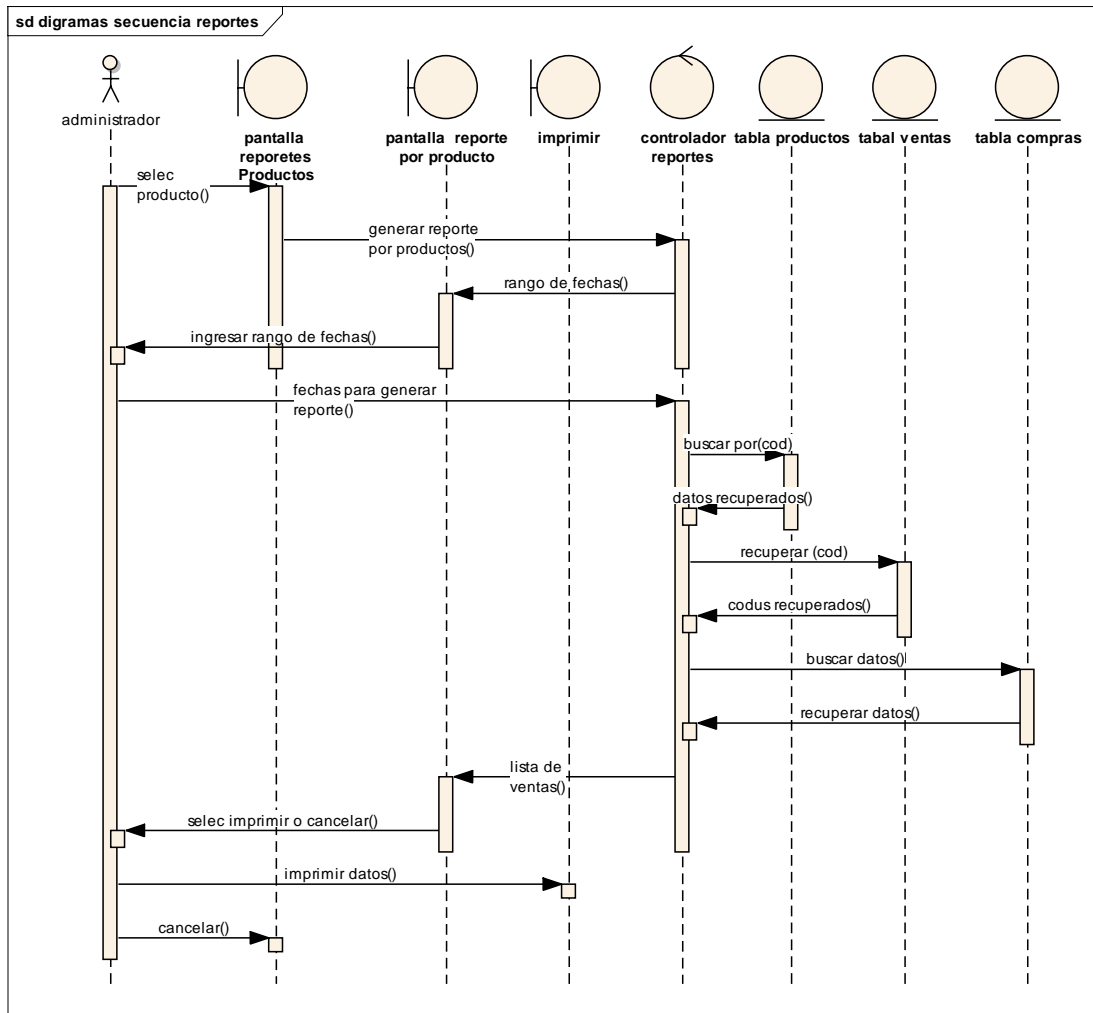 sd digramas secuencia reportes
administrador
pantalla
reporetes
Productos
pantalla reporte
por producto
imprimir
controlador
reportes
tabla productos
tabal ventas
tabla compras
selec
producto()
generar reporte
por productos()
rango de fechas()
ingresar rango de fechas()
fechas para generar
reporte()
buscar por(cod)
datos recuperados()
recuperar (cod)
codus recuperados()
buscar datos()
recuperar datos()
lista de
ventas()
selec imprimir o cancelar()
imprimir datos()
cancelar()